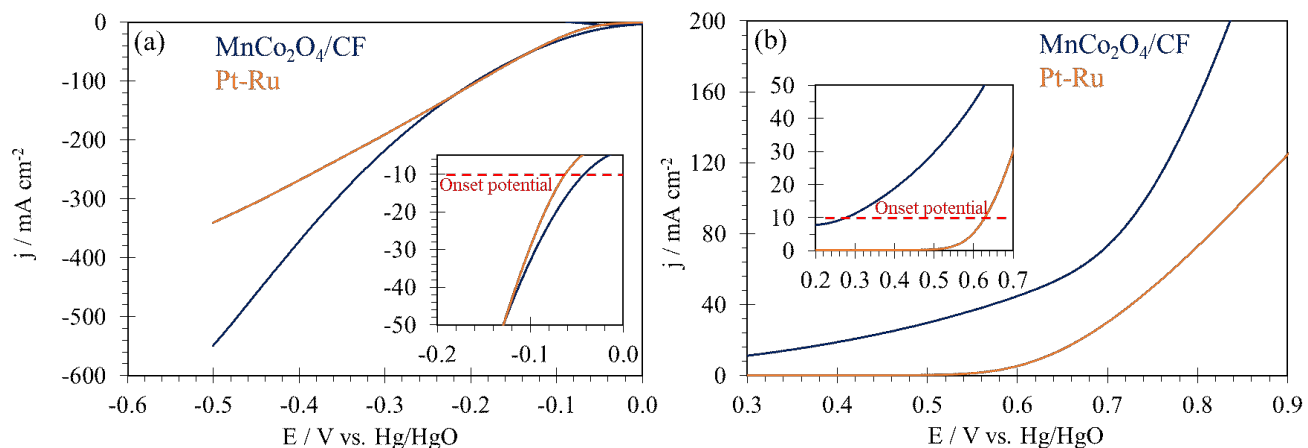 (a)
MnCo₂O₄/CF
Pt-Ru
0
-100
-200
-300
-400
-500
-600
j / mA cm⁻²
-0.6 -0.5 -0.4 -0.3 -0.2 -0.1 0.0
E / V vs. Hg/HgO
-10
-20
-30
-40
-50
Onset potential
-0.2 -0.1 0.0
(b)
MnCo₂O₄/CF
Pt-Ru
200
160
120
80
40
0
j / mA cm⁻²
0.3 0.4 0.5 0.6 0.7 0.8 0.9
E / V vs. Hg/HgO
50
40
30
20
10
0
Onset potential
0.2 0.3 0.4 0.5 0.6 0.7